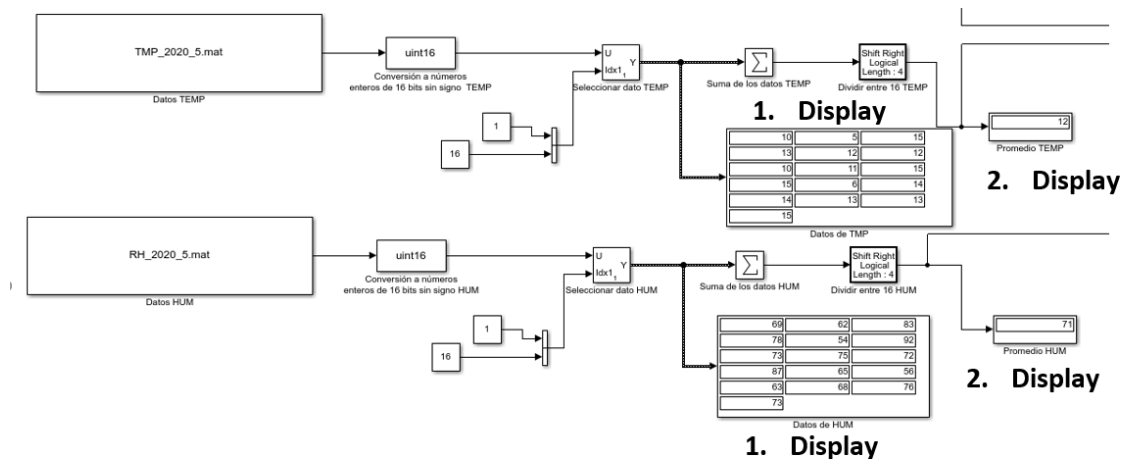 TMP_2020_5.mat
Datos TEMP
uint16
Conversión a números
enteros de 16 bits sin signo TEMP
1
16
U
Idx1 1
Y
Seleccionar dato TEMP
∑
Suma de los datos TEMP
Shift Right
Logical
Length : 4
Dividir entre 16 TEMP
1. Display
10 5 15
13 12 12
10 11 15
15 6 14
14 13 13
15
Datos de TMP
12
Promedio TEMP
2. Display
RH_2020_5.mat
Datos HUM
uint16
Conversión a números
enteros de 16 bits sin signo HUM
1
16
U
Idx1 1
Y
Seleccionar dato HUM
∑
Suma de los datos HUM
Shift Right
Logical
Length : 4
Dividir entre 16 HUM
69 62 83
78 54 92
73 75 72
87 65 56
63 68 76
73
Datos de HUM
1. Display
71
Promedio HUM
2. Display